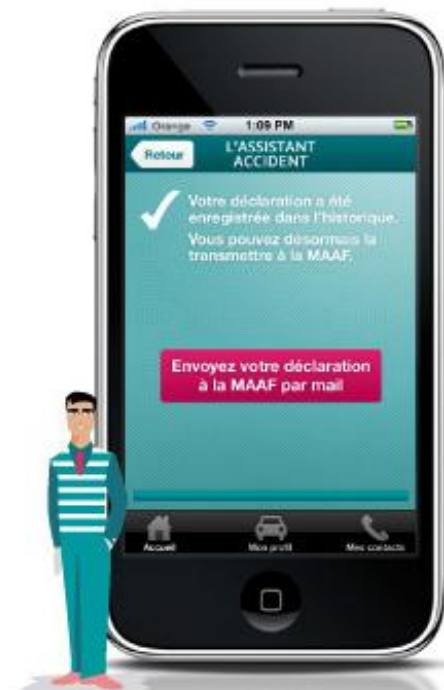 Orange 1:09 PM
Retour
L'ASSISTANT
ACCIDENT
Votre déclaration a été
enregistrée dans l'historique.
Vous pouvez désormais la
transmettre à la MAAF.
Envoyez votre déclaration
à la MAAF par mail
Accueil Mon profil Mes contacts